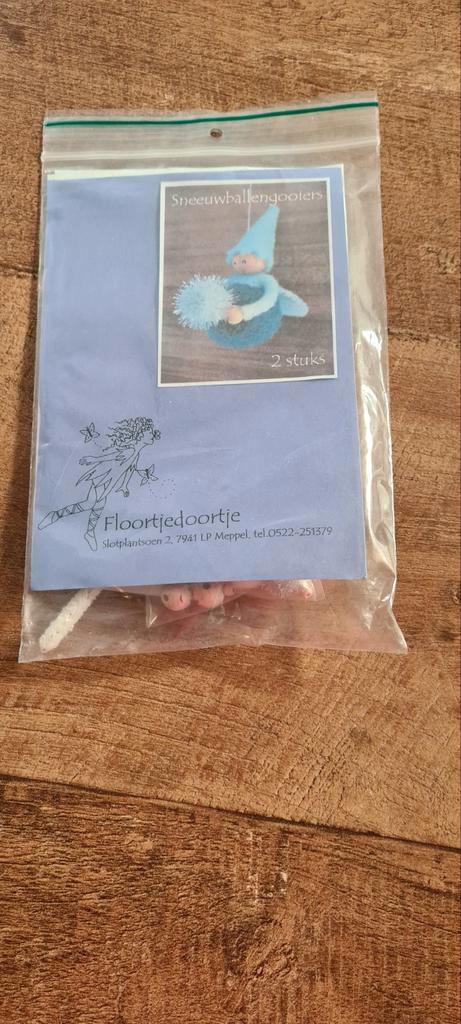 Sneeuwballengooiers
2 stuks
Floortjedoortje
Slotplantsoen 2, 7941 LP Meppel, tel.0522-251379